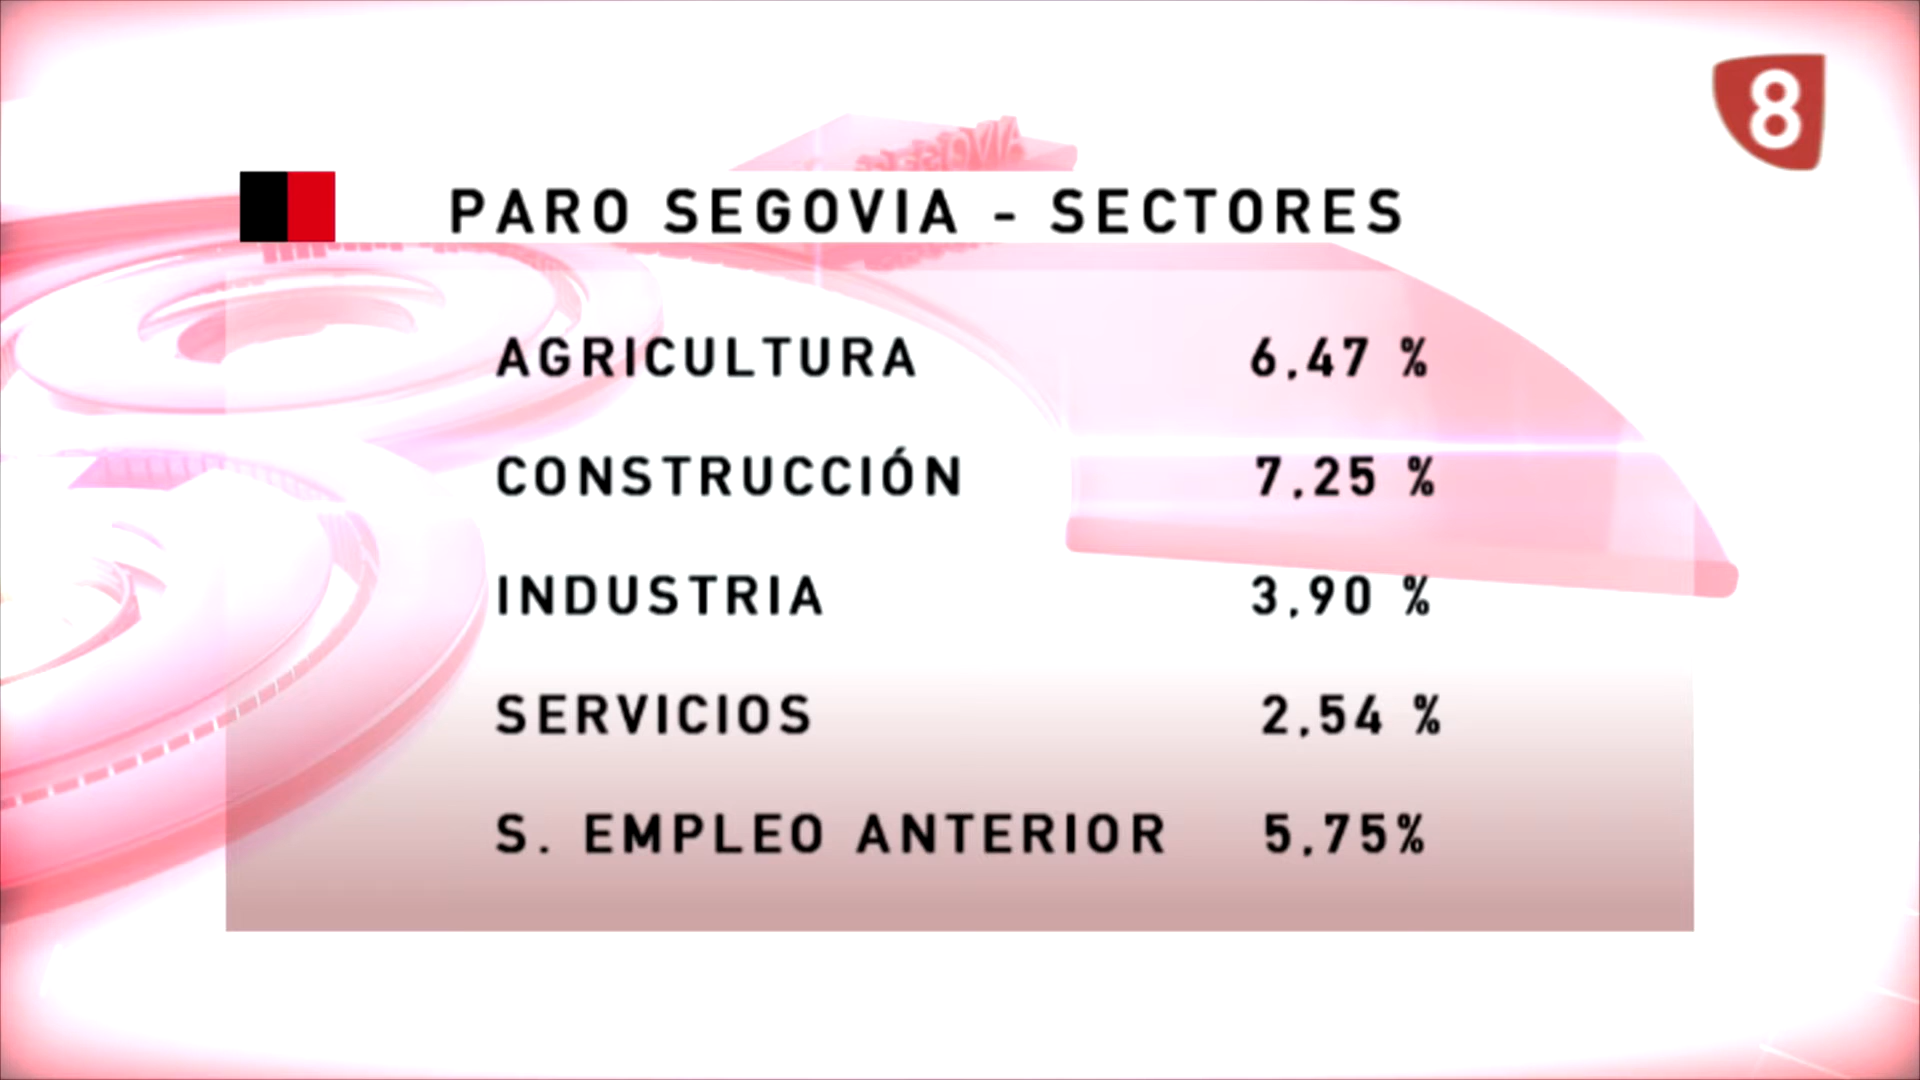 8
PARO SEGOVIA - SECTORES
AGRICULTURA 6,47 %
CONSTRUCCIÓN 7,25 %
INDUSTRIA 3,90 %
SERVICIOS 2,54 %
S. EMPLEO ANTERIOR 5,75%